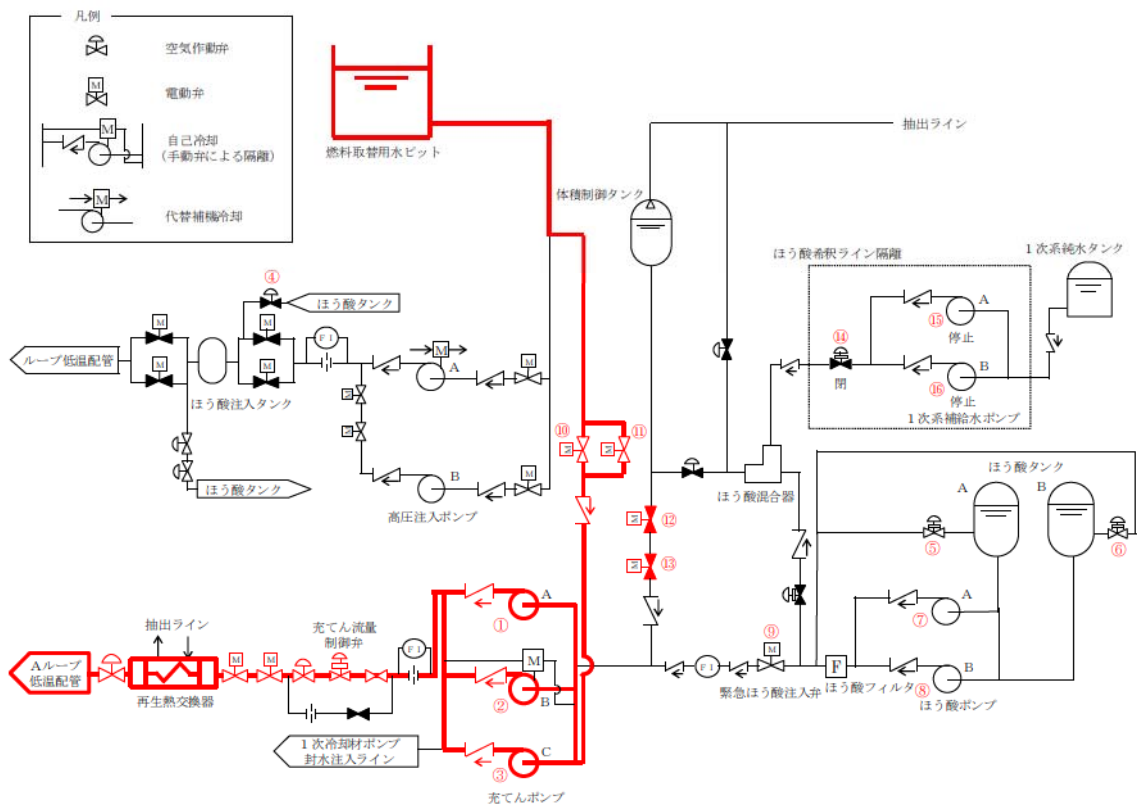 凡例
空気作動弁
M
電動弁
M
自己冷却
(手動弁による隔離)
M
代替補機冷却
燃料取替用水ピット
抽出ライン
体積制御タンク
ほう酸希釈ライン隔離
1次系純水タンク
④
ほう酸タンク
M
M
FI
M
A
M
⑭
閉
A
⑮
停止
B
⑯
停止
1次系補給水ポンプ
ループ低温配管
M
M
ほう酸注入タンク
M
M
ほう酸タンク
B
M
高圧注入ポンプ
⑩
M
⑪
M
ほう酸混合器
ほう酸タンク
A
B
M
⑫
M
⑬
⑤
⑥
抽出ライン
充てん流量
制御弁
FI
A
①
A
⑦
⑨
M
FI
F
B
⑧
緊急ほう酸注入弁
ほう酸フィルタ
ほう酸ポンプ
Aループ
低温配管
M
M
再生熱交換器
M
②
B
1次冷却材ポンプ
封水注入ライン
C
③
充てんポンプ